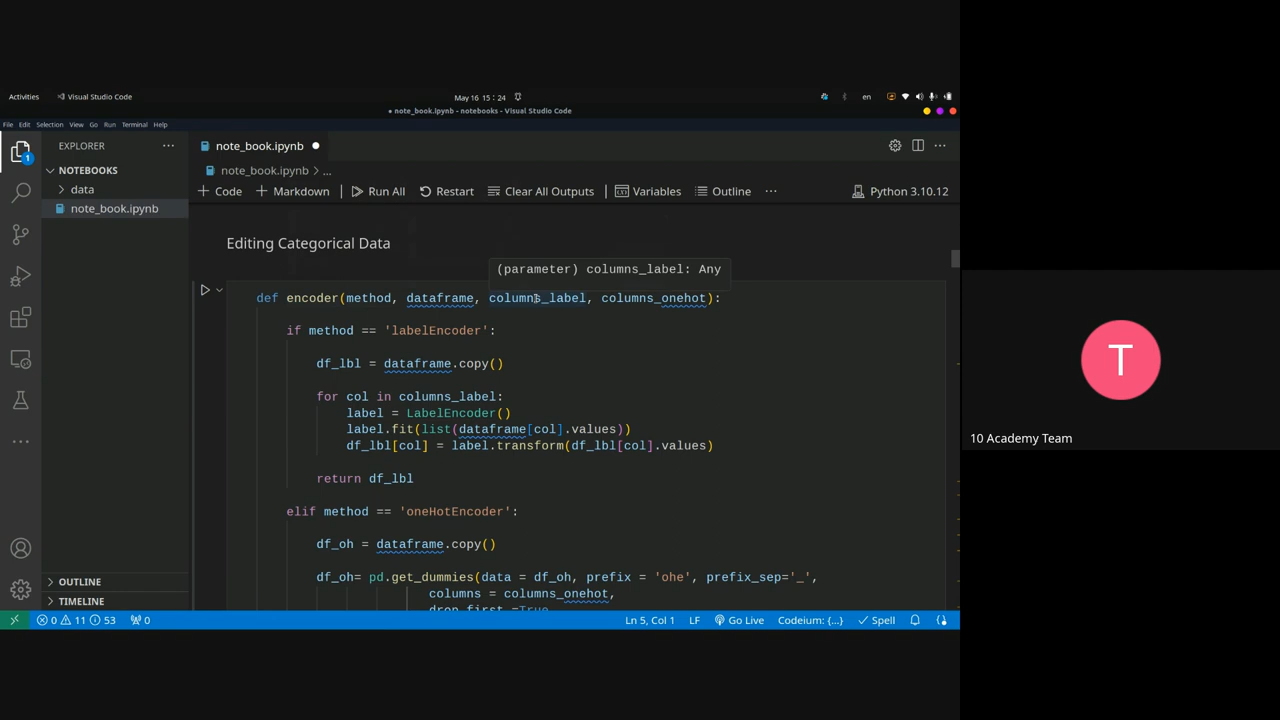 Activities
Visual Studio Code
May 16 15 : 24
en
● note_book.ipynb - notebooks - Visual Studio Code
File Edit Selection View Go Run Terminal Help
EXPLORER
note_book.ipynb
NOTEBOOKS
note_book.ipynb > ...
data
note_book.ipynb
1
+ Code + Markdown Run All Restart Clear All Outputs Variables Outline ... Python 3.10.12
Editing Categorical Data
(parameter) columns_label: Any
def encoder(method, dataframe, columns_label, columns_onehot):
if method == 'labelEncoder':
df_lbl = dataframe.copy()
for col in columns_label:
label = LabelEncoder()
label.fit(list(dataframe[col].values))
df_lbl[col] = label.transform(df_lbl[col].values)
return df_lbl
elif method == 'oneHotEncoder':
df_oh = dataframe.copy()
df_oh= pd.get_dummies(data = df_oh, prefix = 'ohe', prefix_sep='_',
columns = columns_onehot,
drop_first =True
OUTLINE
TIMELINE
0 11 53 0 Ln 5, Col 1 LF Go Live Codeium: {...} Spell
T
10 Academy Team